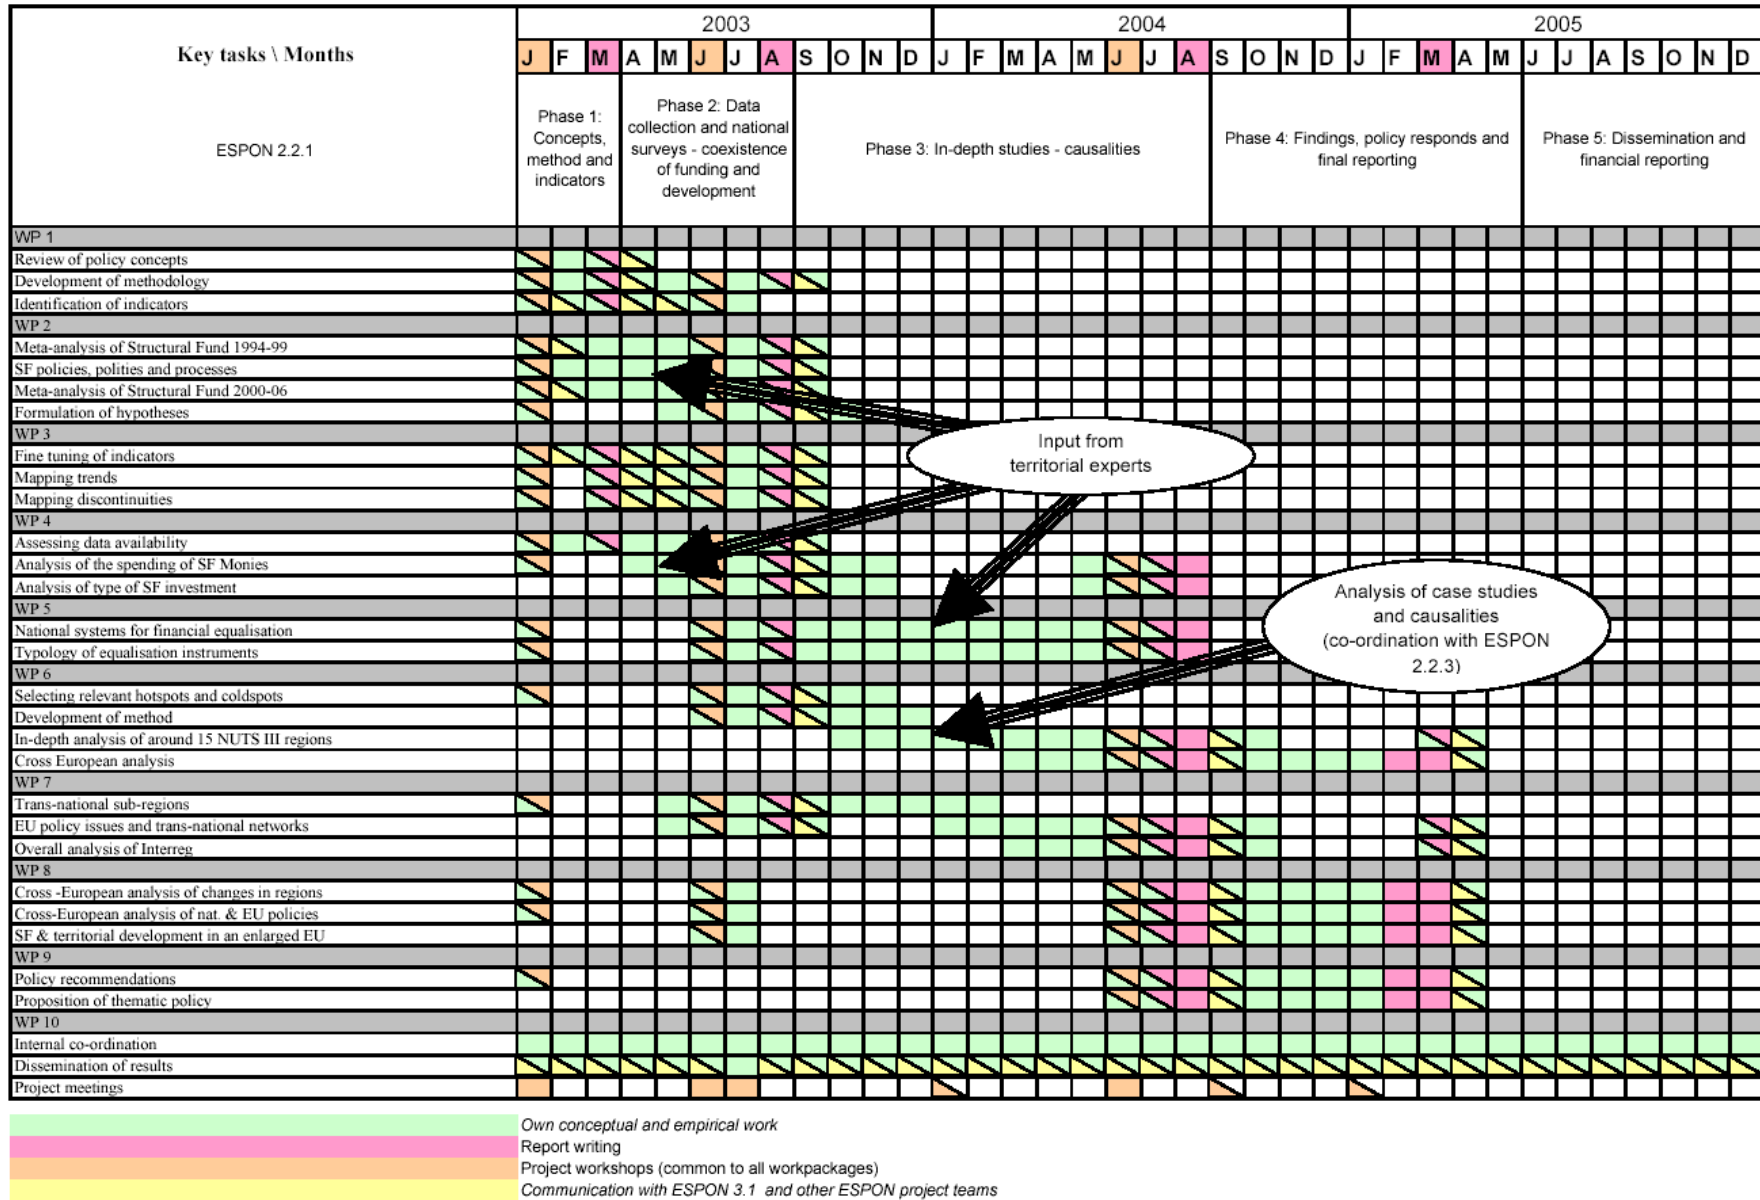 2003 2004 2005
Key tasks \ Months J F M A M J J A S O N D J F M A M J J A S O N D J F M A M J J A S O N D
ESPON 2.2.1
Phase 1:
Concepts,
method and
indicators
Phase 2: Data
collection and national
surveys - coexistence
of funding and
development
Phase 3: In-depth studies - causalities
Phase 4: Findings, policy responds and
final reporting
Phase 5: Dissemination and
financial reporting
WP 1
Review of policy concepts
Development of methodology
Identification of indicators
WP 2
Meta-analysis of Structural Fund 1994-99
SF policies, polities and processes
Meta-analysis of Structural Fund 2000-06
Formulation of hypotheses
WP 3
Fine tuning of indicators
Mapping trends
Mapping discontinuities
WP 4
Assessing data availability
Analysis of the spending of SF Monies
Analysis of type of SF investment
WP 5
National systems for financial equalisation
Typology of equalisation instruments
WP 6
Selecting relevant hotspots and coldspots
Development of method
In-depth analysis of around 15 NUTS III regions
Cross European analysis
WP 7
Trans-national sub-regions
EU policy issues and trans-national networks
Overall analysis of Interreg
WP 8
Cross -European analysis of changes in regions
Cross-European analysis of nat. & EU policies
SF & territorial development in an enlarged EU
WP 9
Policy recommendations
Proposition of thematic policy
WP 10
Internal co-ordination
Dissemination of results
Project meetings
Input from
territorial experts
Analysis of case studies
and causalities
(co-ordination with ESPON
2.2.3)
Own conceptual and empirical work
Report writing
Project workshops (common to all workpackages)
Communication with ESPON 3.1 and other ESPON project teams